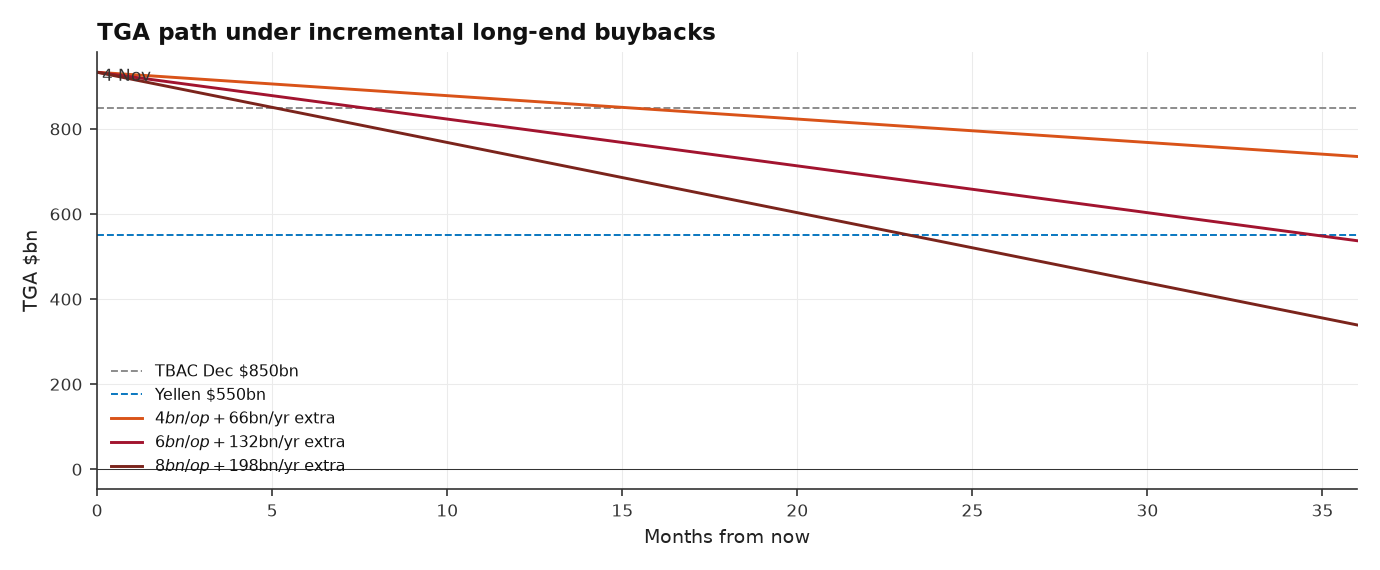 TGA path under incremental long-end buybacks
4 Nov
TGA $bn
800
600
400
200
0
TBAC Dec $850bn
Yellen $550bn
4bn/op + 66bn/yr extra
6bn/op + 132bn/yr extra
8bn/op + 198bn/yr extra
0 5 10 15 20 25 30 35
Months from now